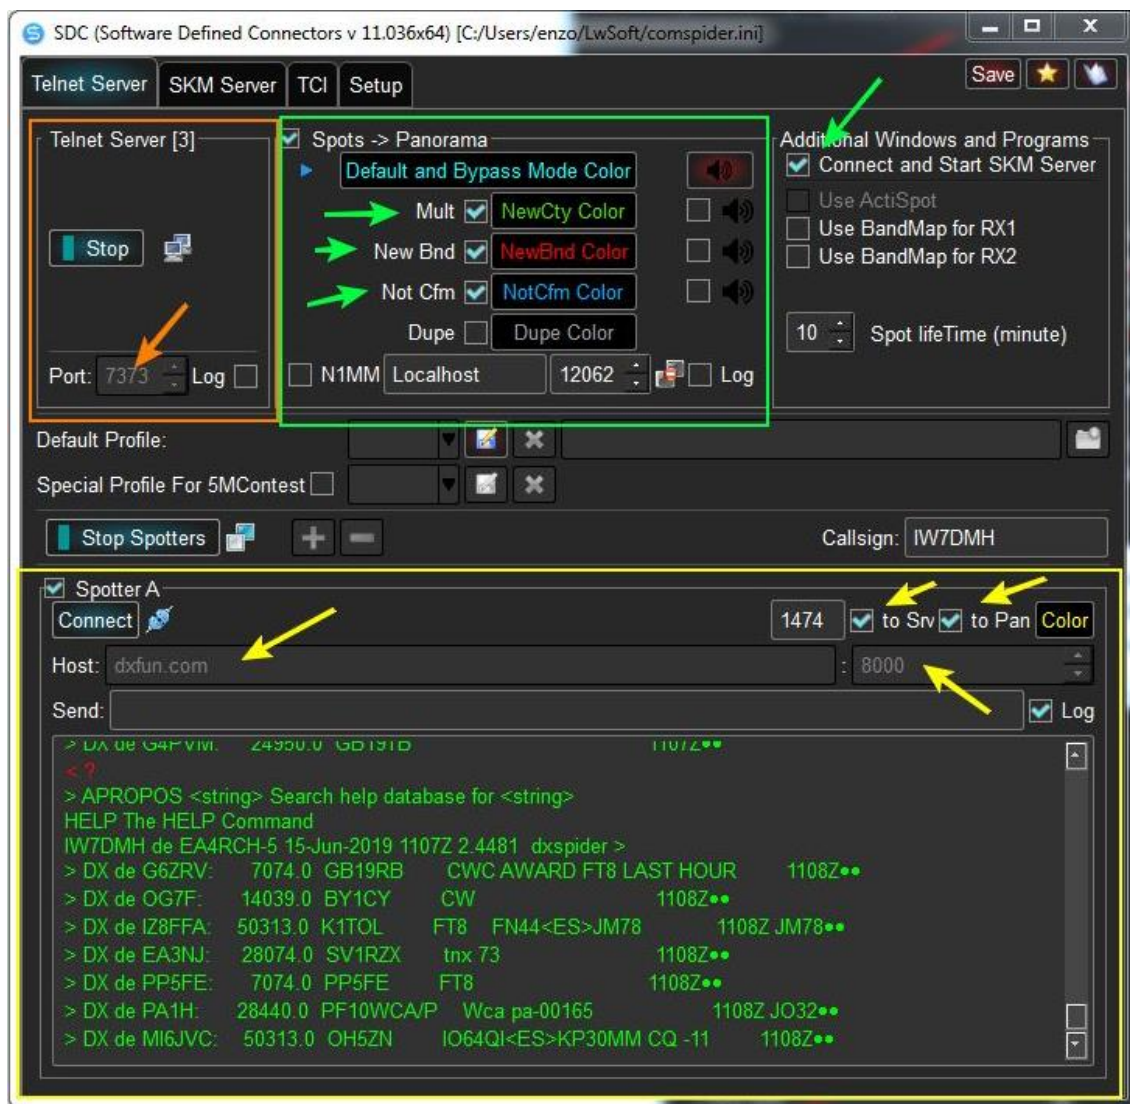 SDC (Software Defined Connectors v 11.036x64) [C:/Users/enzo/LwSoft/comspider.ini]
Telnet Server SKM Server TCI Setup Save
Telnet Server [3]
Stop
Port: 7373 Log
Spots -> Panorama
Default and Bypass Mode Color
Mult NewCty Color
New Bnd NewBnd Color
Not Cfm NotCfm Color
Dupe Dupe Color
N1MM Localhost 12062 Log
Additional Windows and Programs
Connect and Start SKM Server
Use ActiSpot
Use BandMap for RX1
Use BandMap for RX2
10 Spot lifeTime (minute)
Default Profile:
Special Profile For 5MContest
Stop Spotters + - Callsign: IW7DMH
Spotter A
Connect 1474 to Srv to Pan Color
Host: dxfun.com : 8000
Send: Log
> DX de G4PVM: 24950.0 GB19TB 1107Z●●
< ?
> APROPOS <string> Search help database for <string>
HELP The HELP Command
IW7DMH de EA4RCH-5 15-Jun-2019 1107Z 2.4481 dxspider >
> DX de G6ZRV: 7074.0 GB19RB CWC AWARD FT8 LAST HOUR 1108Z●●
> DX de OG7F: 14039.0 BY1CY CW 1108Z●●
> DX de IZ8FFA: 50313.0 K1TOL FT8 FN44<ES>JM78 1108Z JM78●●
> DX de EA3NJ: 28074.0 SV1RZX tnx 73 1108Z●●
> DX de PP5FE: 7074.0 PP5FE FT8 1108Z●●
> DX de PA1H: 28440.0 PF10WCA/P Wca pa-00165 1108Z JO32●●
> DX de MI6JVC: 50313.0 OH5ZN IO64QI<ES>KP30MM CQ -11 1108Z●●